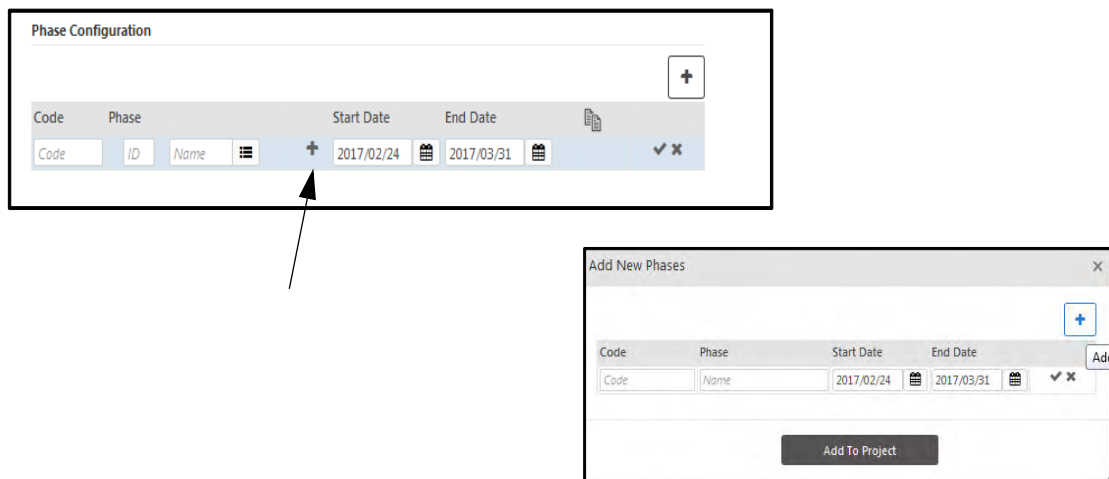 Phase Configuration
Code Phase Start Date End Date
Code ID Name 2017/02/24 2017/03/31
Add New Phases
Code Phase Start Date End Date
Ad
Code Name 2017/02/24 2017/03/31
Add To Project